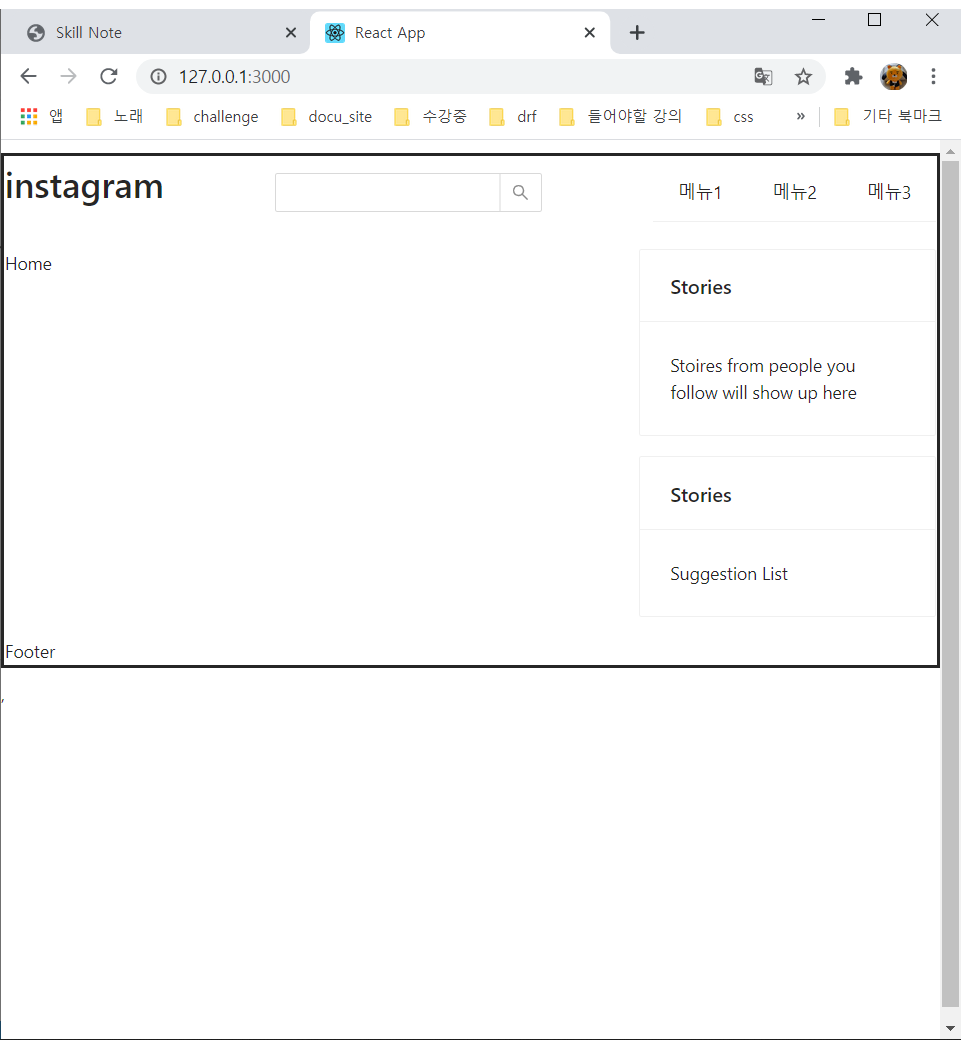 Skill Note
React App
127.0.0.1:3000
앱 노래 challenge docu_site 수강중 drf 들어야할 강의 css » 기타 북마크
instagram
메뉴1 메뉴2 메뉴3
Home
Stories
Stoires from people you
follow will show up here
Stories
Suggestion List
Footer
,